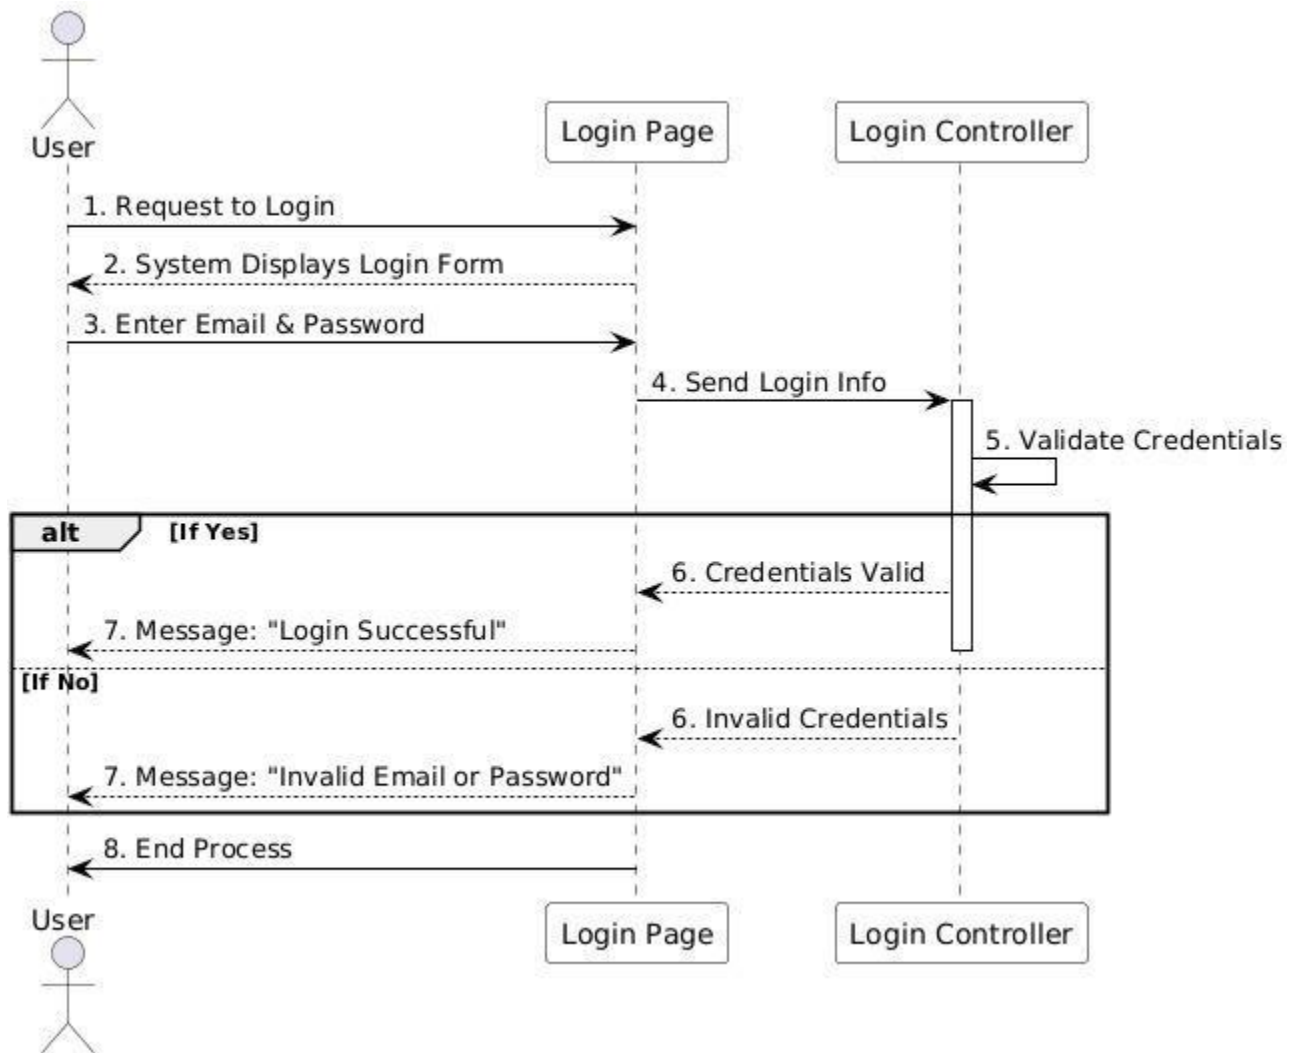 User
Login Page
Login Controller
1. Request to Login
2. System Displays Login Form
3. Enter Email & Password
4. Send Login Info
5. Validate Credentials
alt
[If Yes]
6. Credentials Valid
7. Message: "Login Successful"
[If No]
6. Invalid Credentials
7. Message: "Invalid Email or Password"
8. End Process
User
Login Page
Login Controller